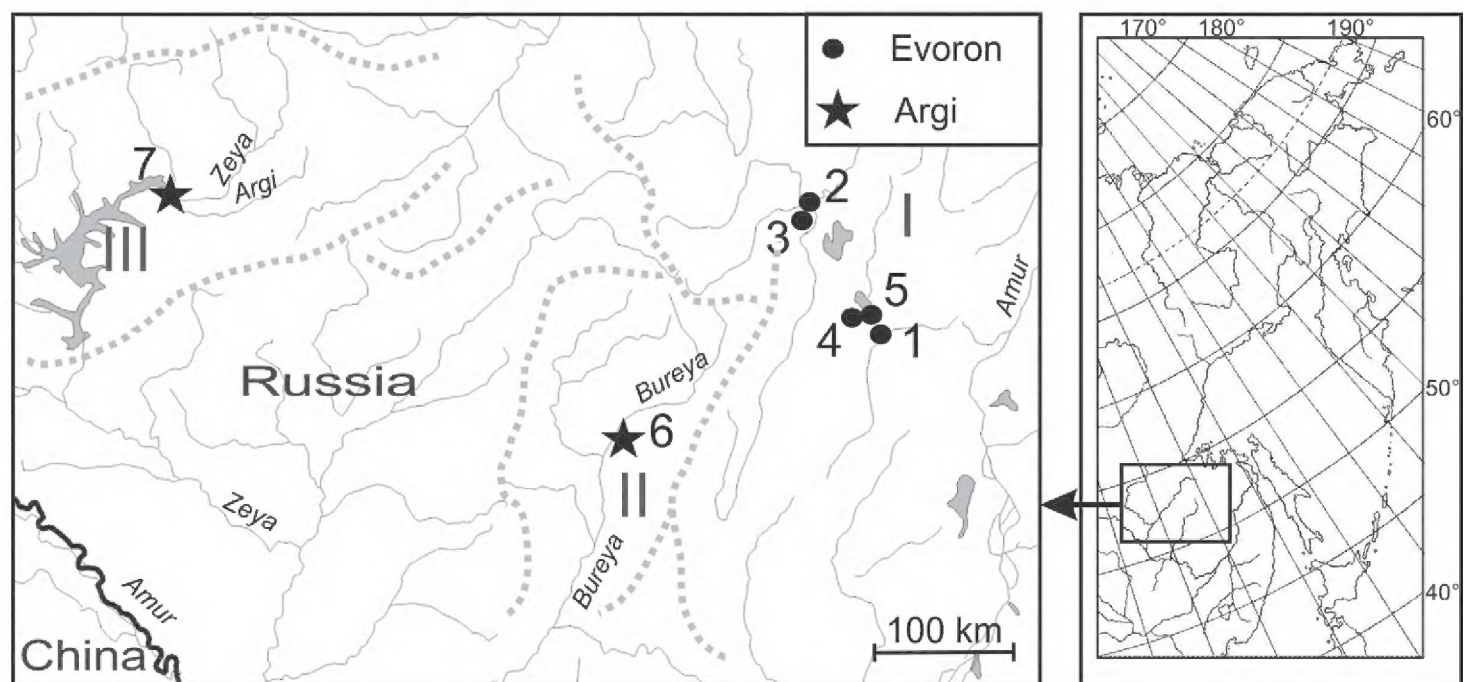 Evoron
Argi
7
Zeya
Argi
III
2
3
I
5
4
1
Amur
Russia
Bureya
6
II
Zeya
Bureya
Amur
China
100 km
170° 180° 190°
60°
50°
40°